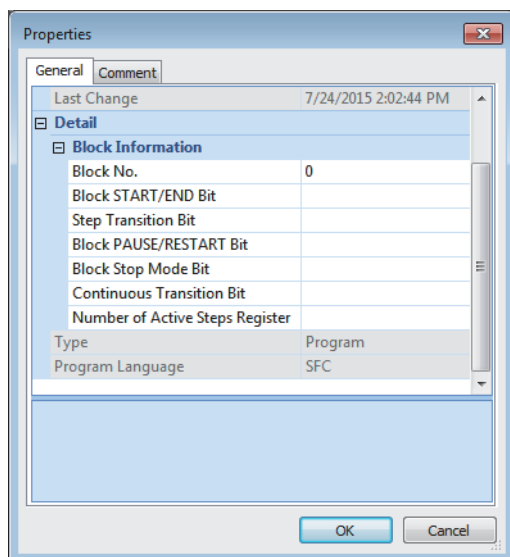 Properties
General Comment
Last Change 7/24/2015 2:02:44 PM
Detail
Block Information
Block No. 0
Block START/END Bit
Step Transition Bit
Block PAUSE/RESTART Bit
Block Stop Mode Bit
Continuous Transition Bit
Number of Active Steps Register
Type Program
Program Language SFC
OK Cancel